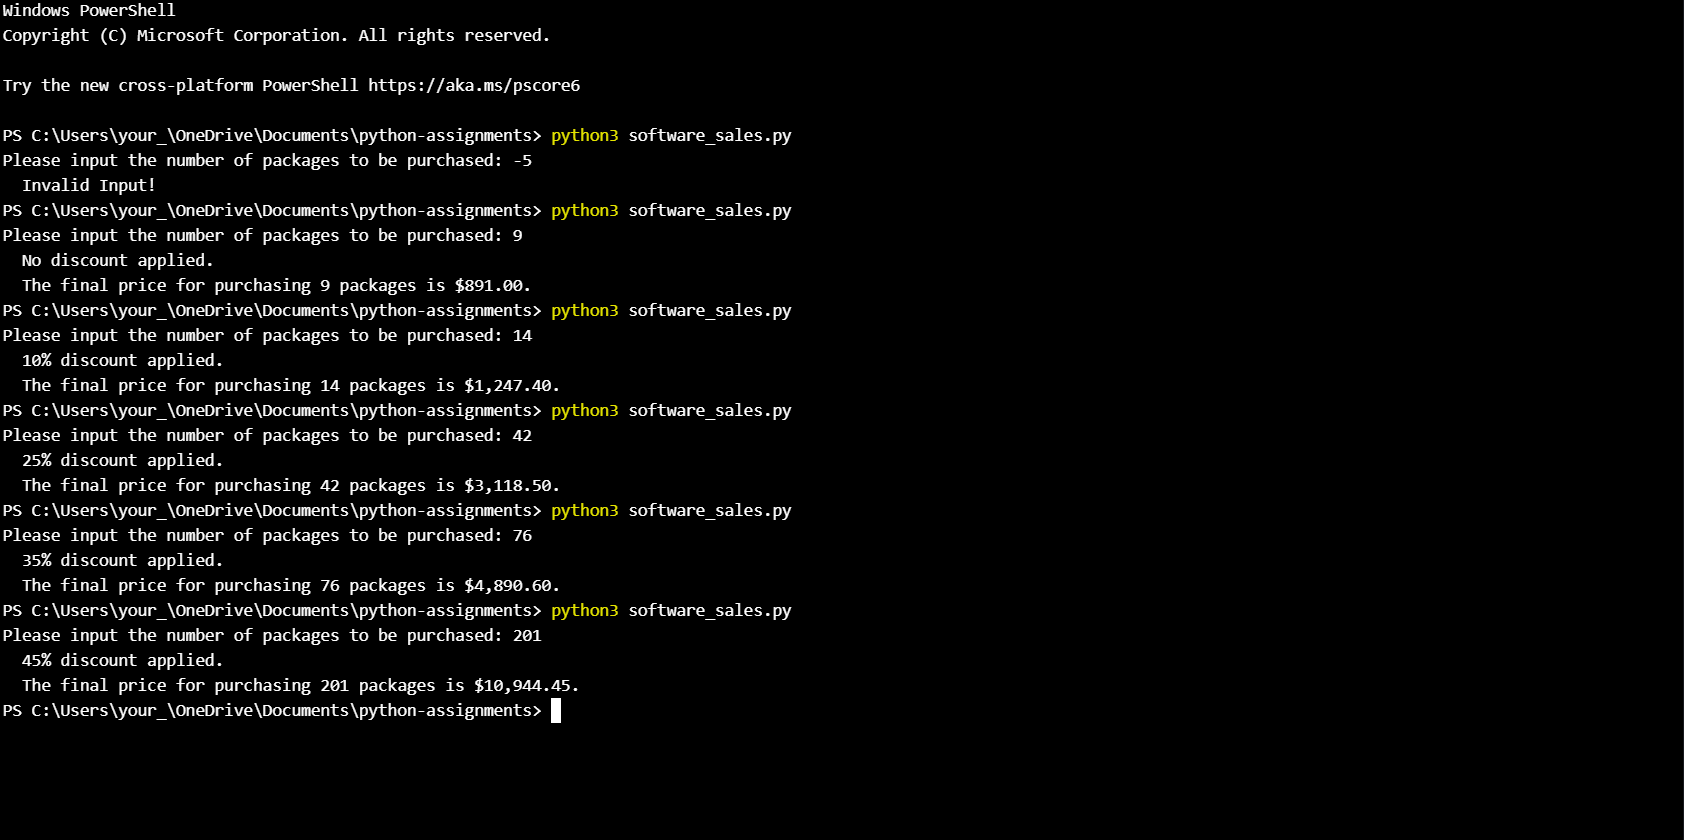 Windows PowerShell
Copyright (C) Microsoft Corporation. All rights reserved.
Try the new cross-platform PowerShell https://aka.ms/pscore6
PS C:\Users\your_\OneDrive\Documents\python-assignments> python3 software_sales.py
Please input the number of packages to be purchased: -5
  Invalid Input!
PS C:\Users\your_\OneDrive\Documents\python-assignments> python3 software_sales.py
Please input the number of packages to be purchased: 9
  No discount applied.
  The final price for purchasing 9 packages is $891.00.
PS C:\Users\your_\OneDrive\Documents\python-assignments> python3 software_sales.py
Please input the number of packages to be purchased: 14
  10% discount applied.
  The final price for purchasing 14 packages is $1,247.40.
PS C:\Users\your_\OneDrive\Documents\python-assignments> python3 software_sales.py
Please input the number of packages to be purchased: 42
  25% discount applied.
  The final price for purchasing 42 packages is $3,118.50.
PS C:\Users\your_\OneDrive\Documents\python-assignments> python3 software_sales.py
Please input the number of packages to be purchased: 76
  35% discount applied.
  The final price for purchasing 76 packages is $4,890.60.
PS C:\Users\your_\OneDrive\Documents\python-assignments> python3 software_sales.py
Please input the number of packages to be purchased: 201
  45% discount applied.
  The final price for purchasing 201 packages is $10,944.45.
PS C:\Users\your_\OneDrive\Documents\python-assignments>